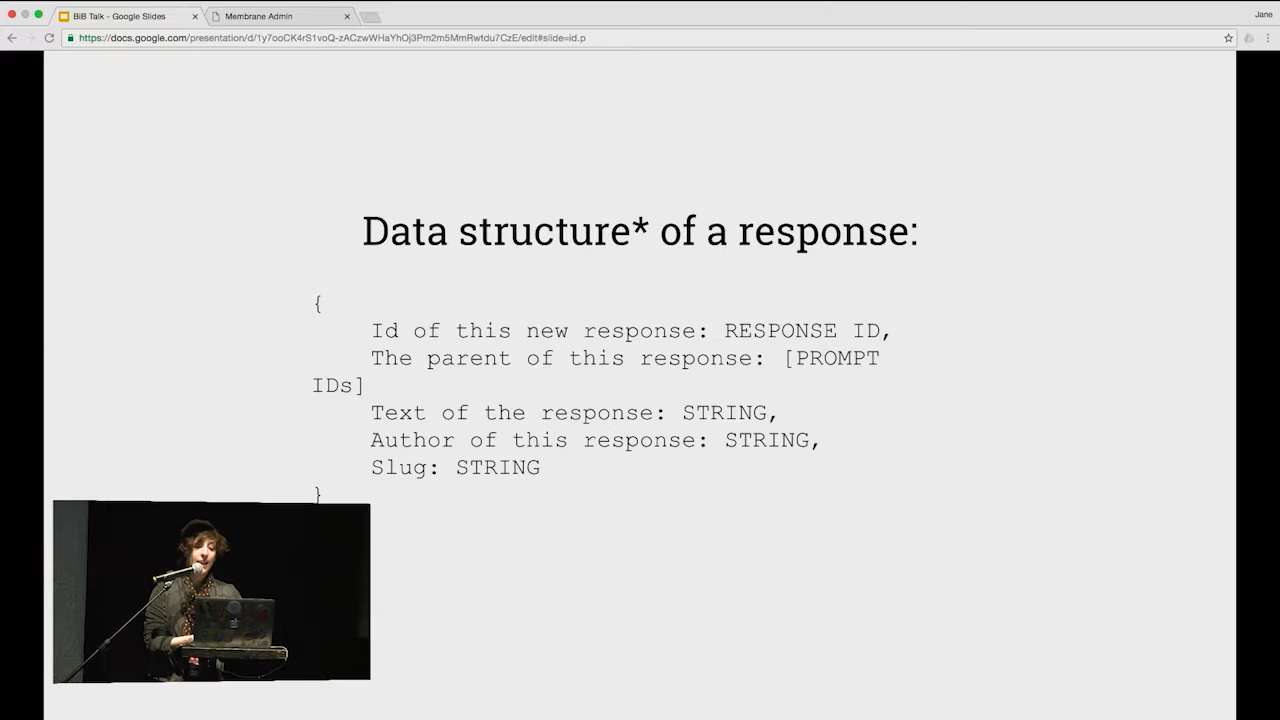 BiB Talk - Google Slides
Membrane Admin
Jane
https://docs.google.com/presentation/d/1y7ooCK4rS1voQ-zACzwWHaYhOj3Pm2m5MmRwtdu7CzE/edit#slide=id.p
Data structure* of a response:
{
Id of this new response: RESPONSE ID,
The parent of this response: [PROMPT
IDs]
Text of the response: STRING,
Author of this response: STRING,
Slug: STRING
}